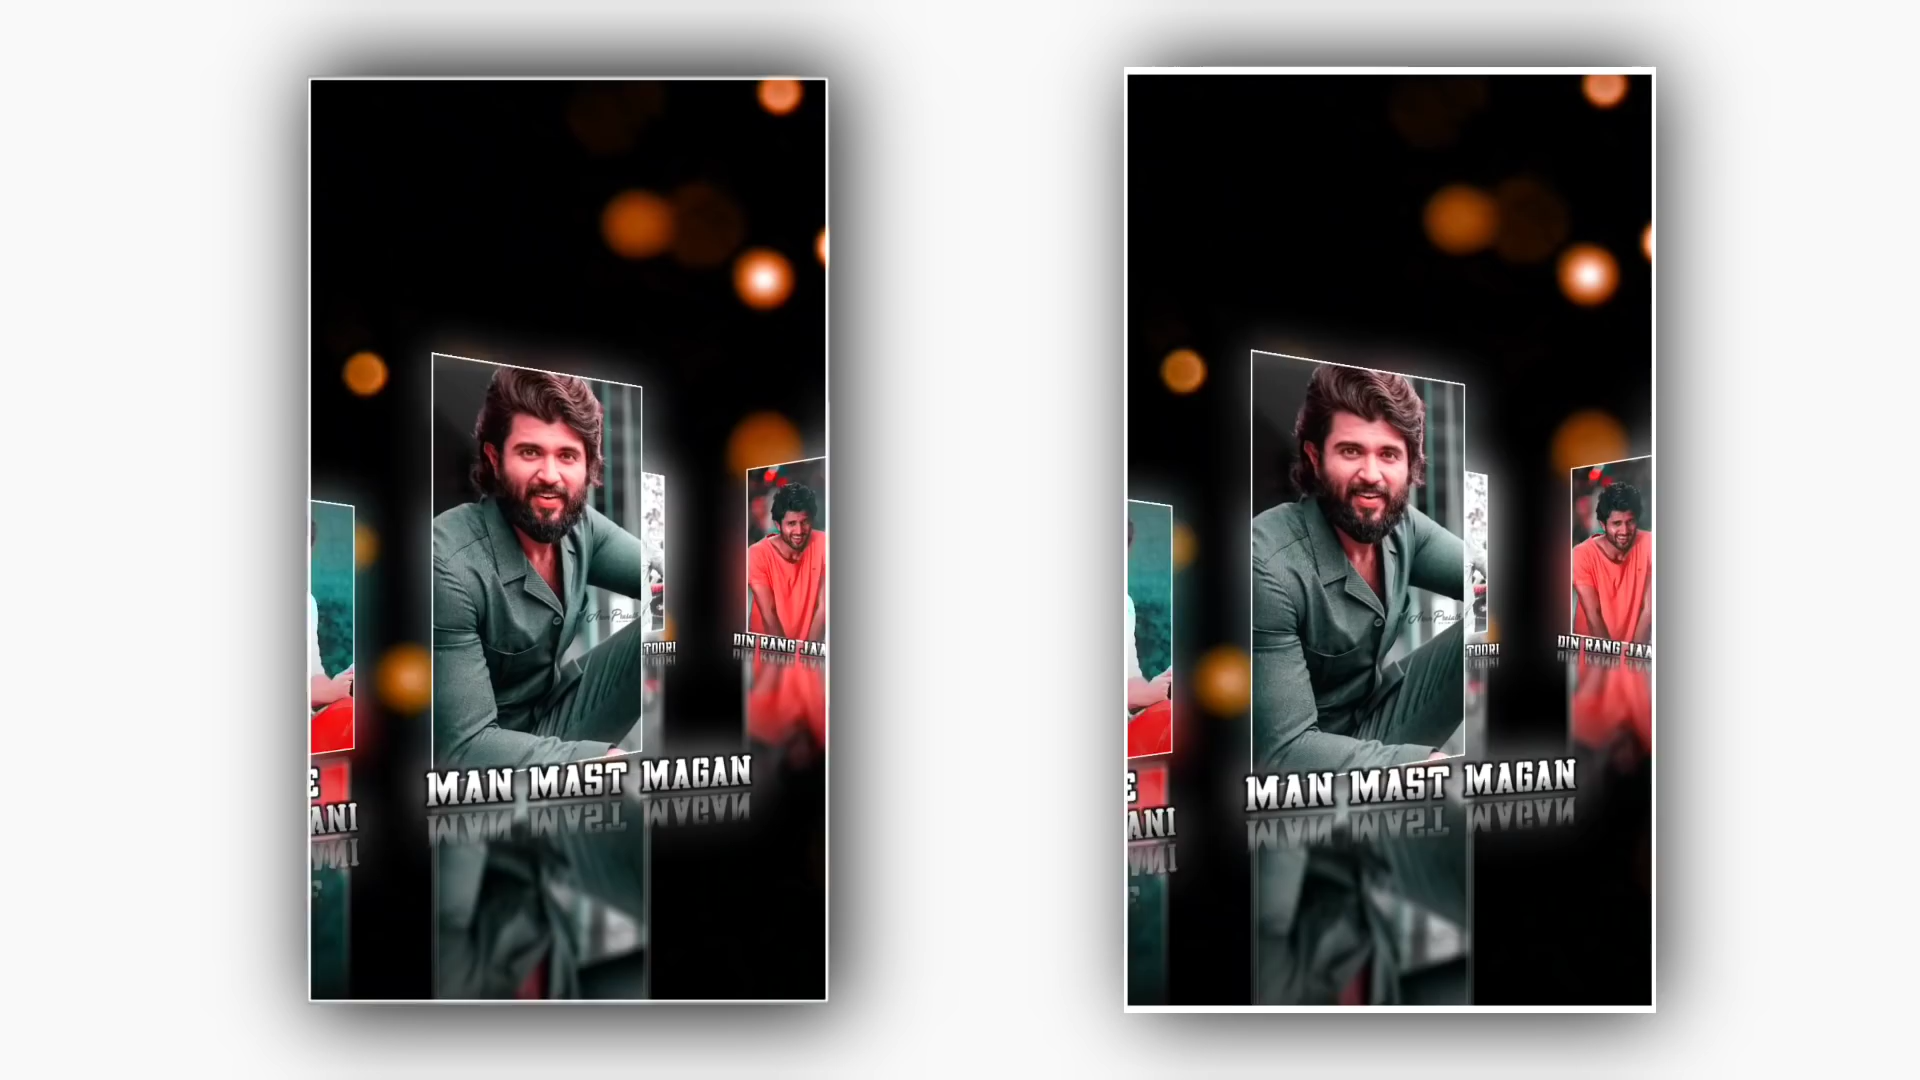 TOORI
DIN RANG JAA
MAN MAST MAGAN
E
ANI
TOORI
DIN RANG JAA
MAN MAST MAGAN
E
ANI